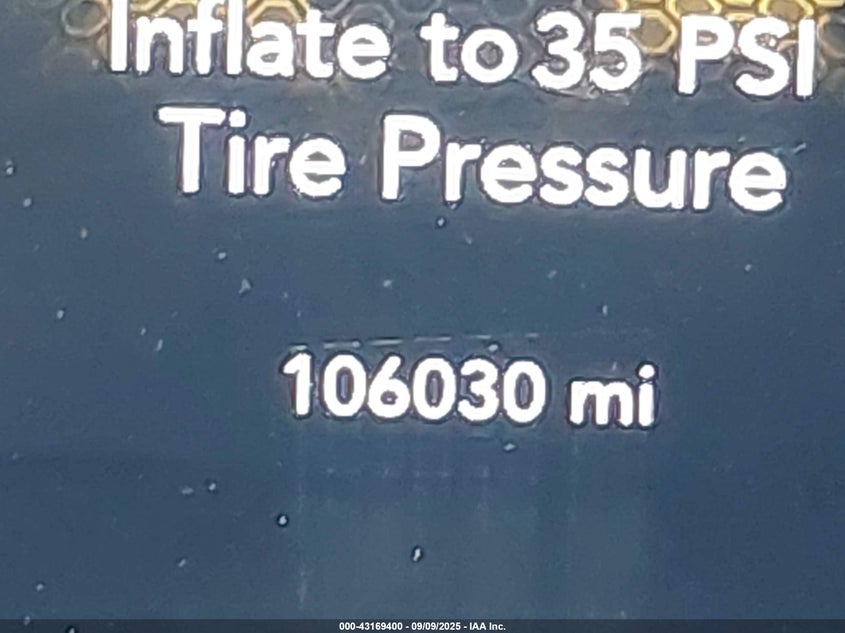 Inflate to 35 PSI
Tire Pressure
106030 mi
000-43169400 - 09/09/2025 - IAA Inc.